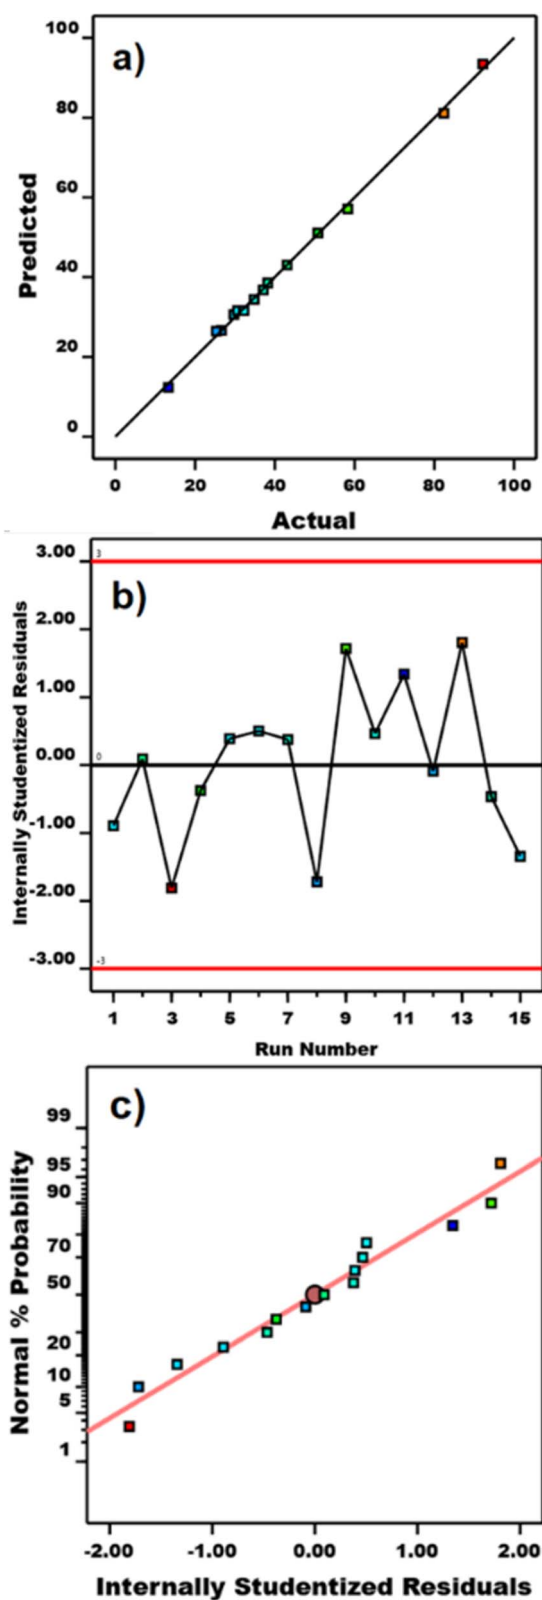 a)
100
80
60
40
20
0
Predicted
0 20 40 60 80 100
Actual
b)
3.00
2.00
1.00
0.00
-1.00
-2.00
-3.00
3
0
-3
Internally Studentized Residuals
1 3 5 7 9 11 13 15
Run Number
c)
99
95
90
70
50
20
10
5
1
Normal % Probability
-2.00 -1.00 0.00 1.00 2.00
Internally Studentized Residuals